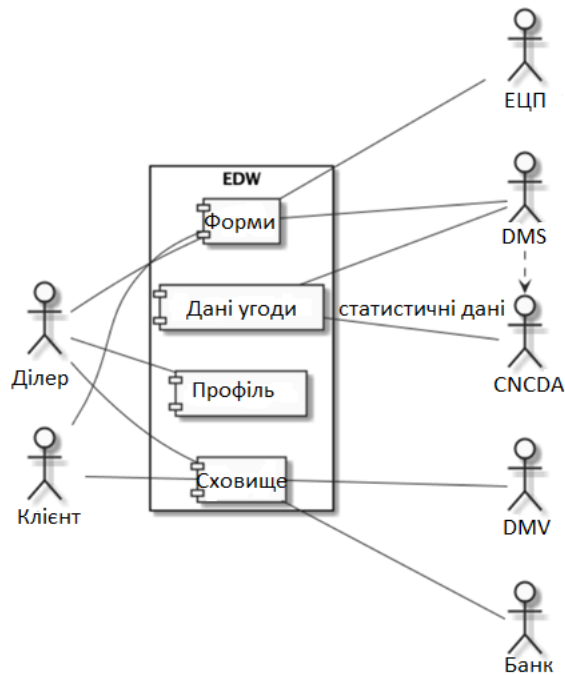 ЕЦП
EDW
Форми
DMS
Дані угоди
статистичні дані
Ділер
CNCDA
Профіль
Клієнт
Сховище
DMV
Банк